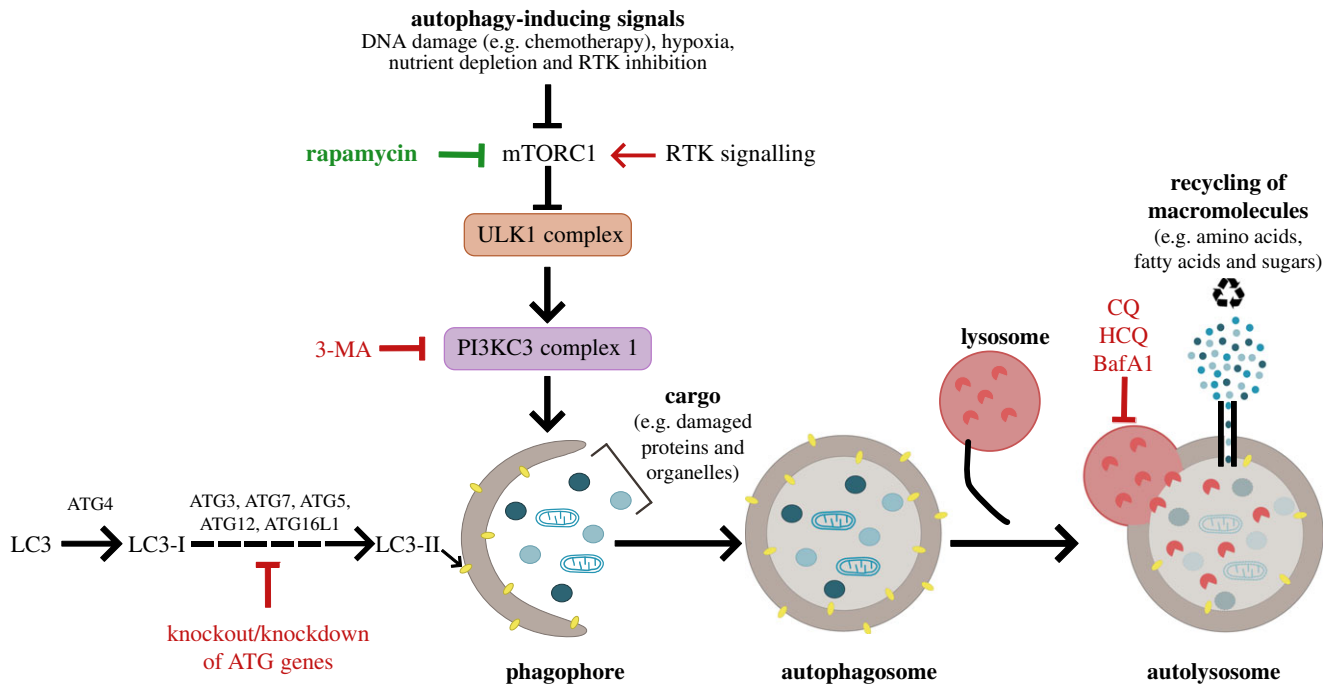 autophagy-inducing signals
DNA damage (e.g. chemotherapy), hypoxia,
nutrient depletion and RTK inhibition
rapamycin
mTORC1
RTK signalling
ULK1 complex
3-MA
PI3KC3 complex 1
cargo
(e.g. damaged
proteins and
organelles)
lysosome
recycling of
macromolecules
(e.g. amino acids,
fatty acids and sugars)
CQ
HCQ
BafA1
ATG4
ATG3, ATG7, ATG5,
ATG12, ATG16L1
LC3
LC3-I
LC3-II
knockout/knockdown
of ATG genes
phagophore
autophagosome
autolysosome